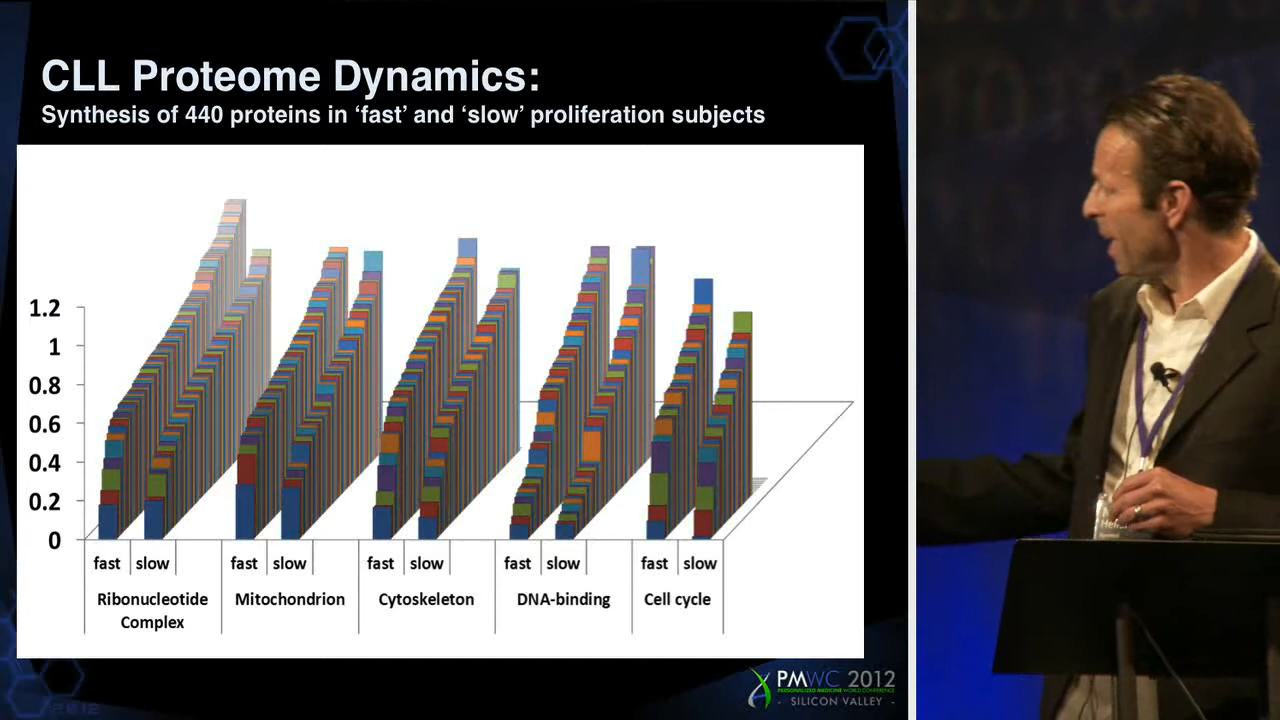 CLL Proteome Dynamics:
Synthesis of 440 proteins in ‘fast’ and ‘slow’ proliferation subjects
1.2
1
0.8
0.6
0.4
0.2
0
fast slow fast slow fast slow fast slow fast slow
Ribonucleotide Complex
Mitochondrion
Cytoskeleton
DNA-binding
Cell cycle
PMWC 2012
PERSONALIZED MEDICINE WORLD CONFERENCE
- SILICON VALLEY -